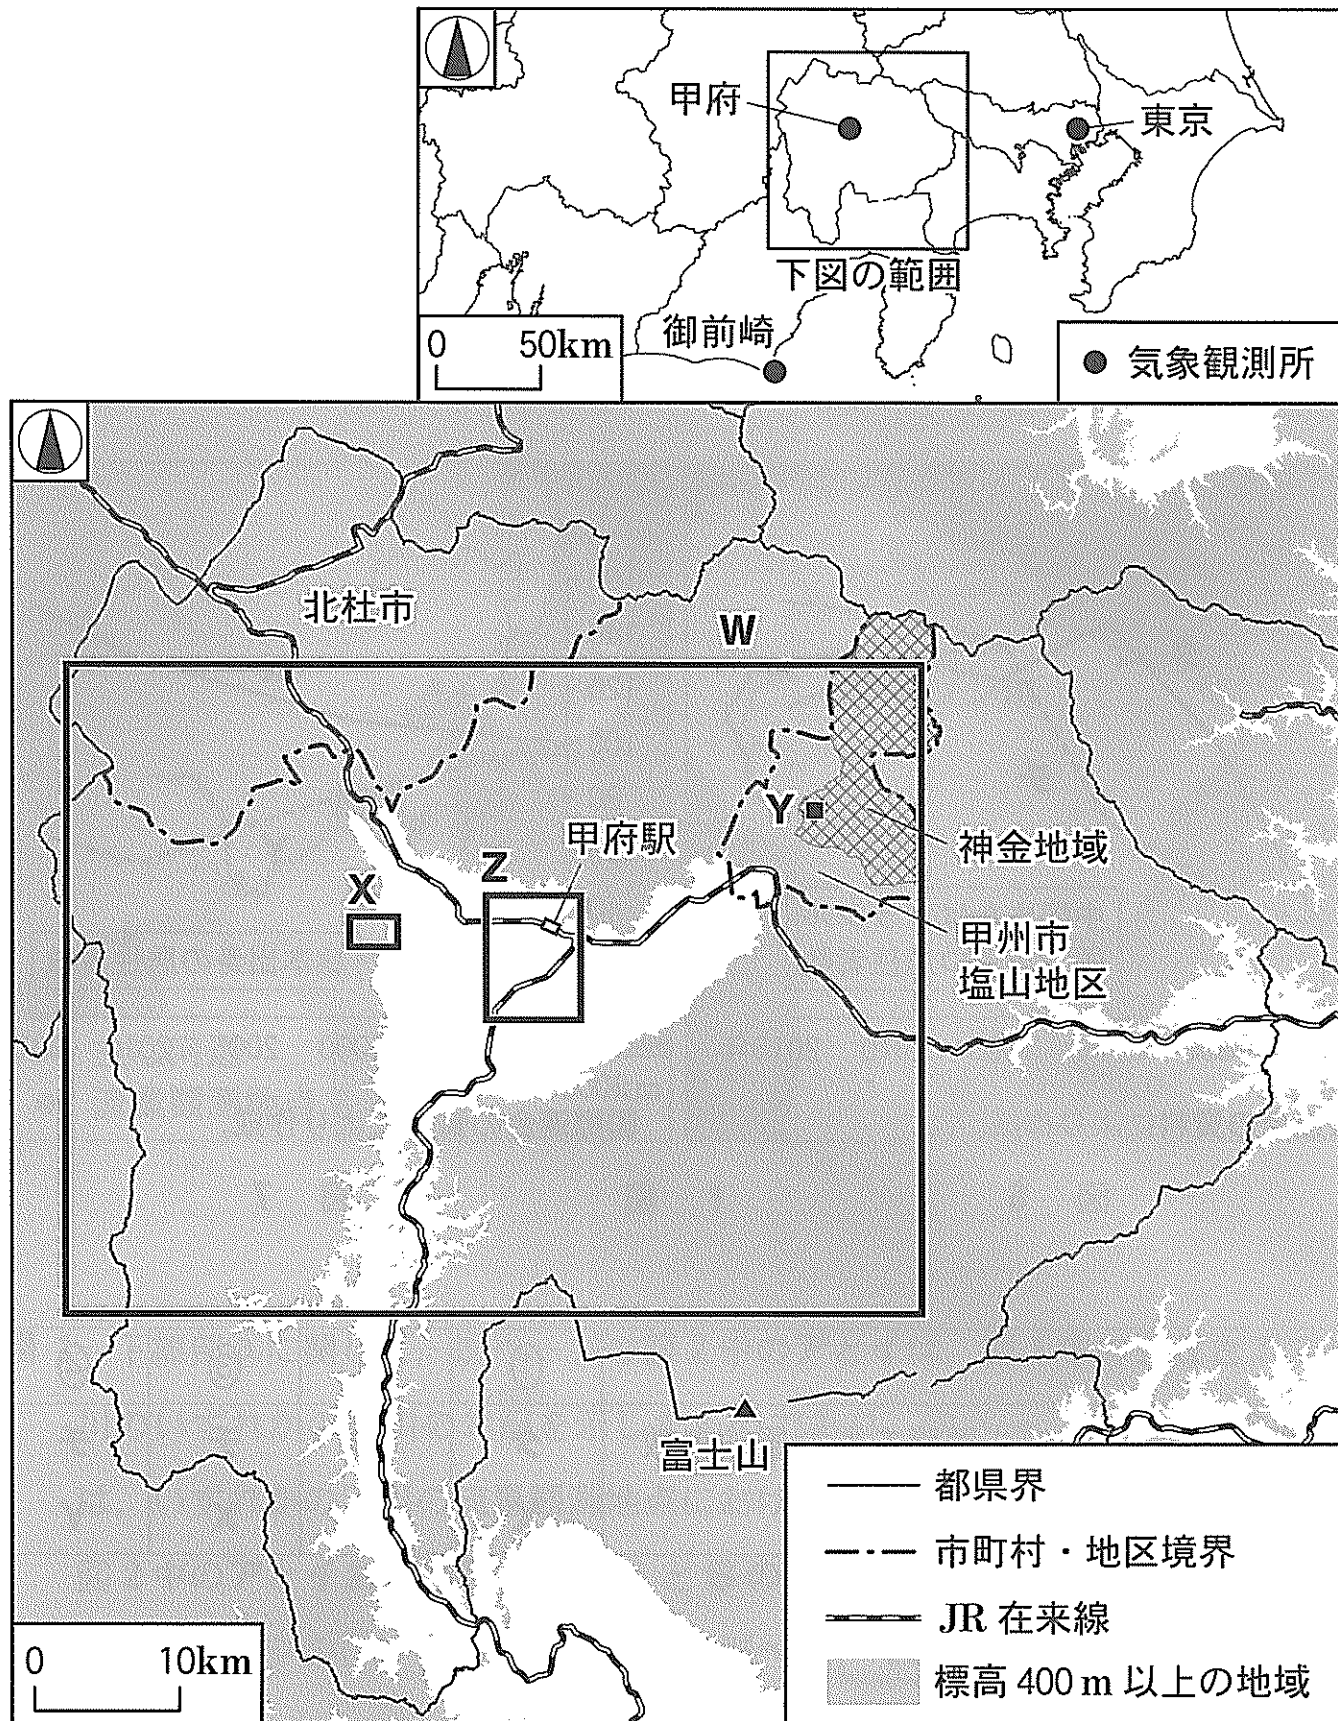 甲府
東京
下図の範囲
御前崎
0 50km
気象観測所
北杜市
W
Y
甲府駅
神金地域
X
Z
甲州市
塩山地区
富士山
都県界
市町村・地区境界
JR 在来線
標高 400 m 以上の地域
0 10km